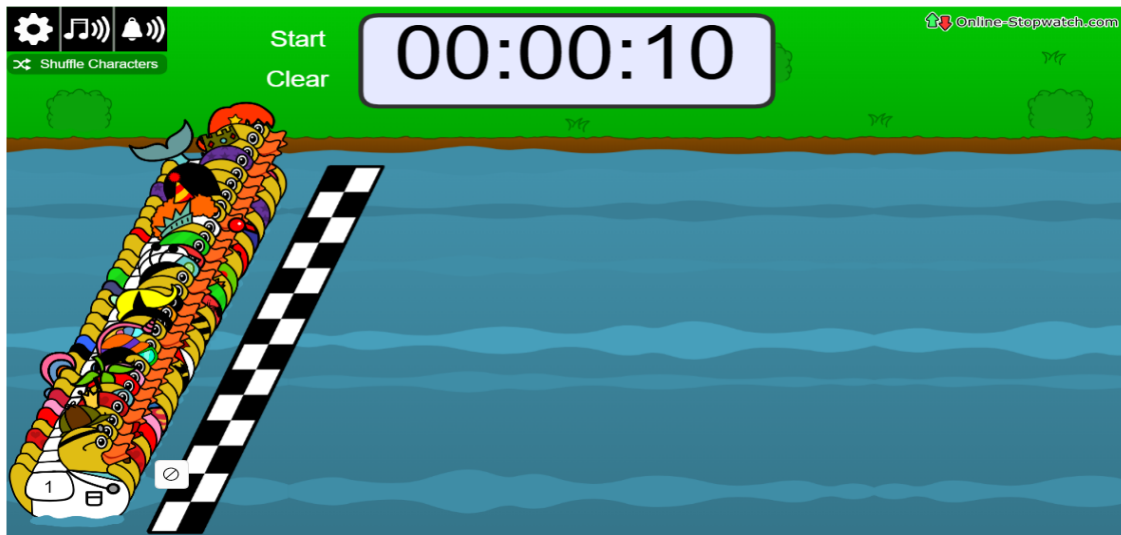 Start
00:00:10
Online-Stopwatch.com
Shuffle Characters
Clear
1